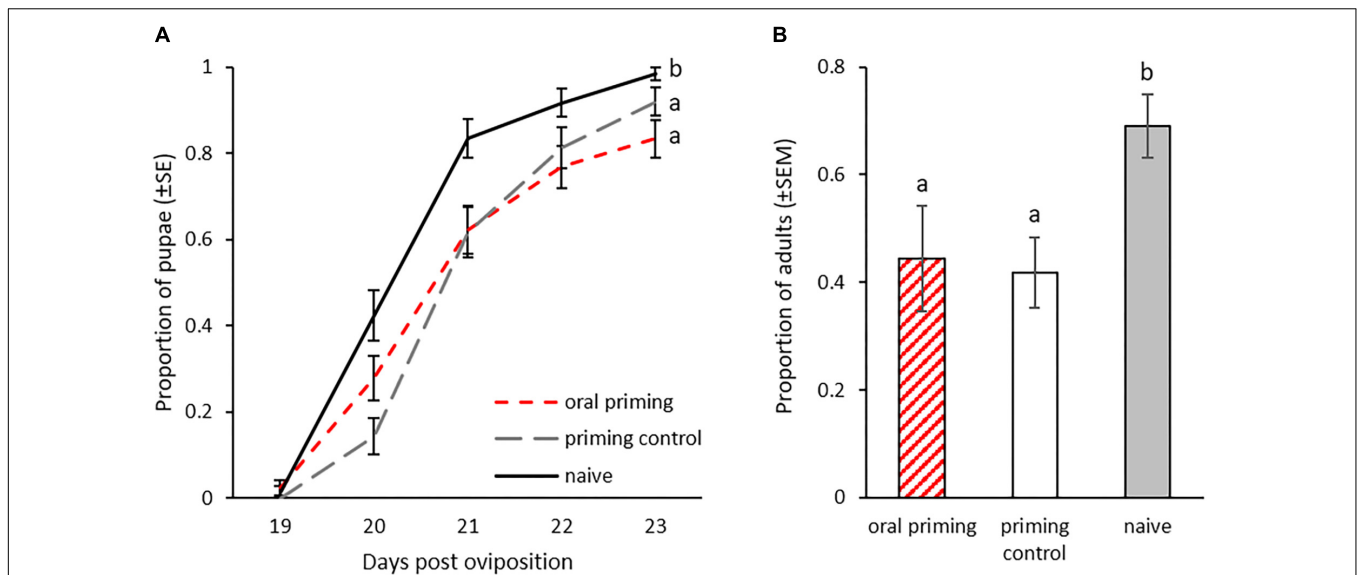 A
Proportion of pupae (±SE)
1
0.8
0.6
0.4
0.2
0
b
a
a
oral priming
priming control
naive
19 20 21 22 23
Days post oviposition
B
Proportion of adults (±SEM)
0.8
0.6
0.4
0.2
0
a
a
b
oral priming
priming
control
naive